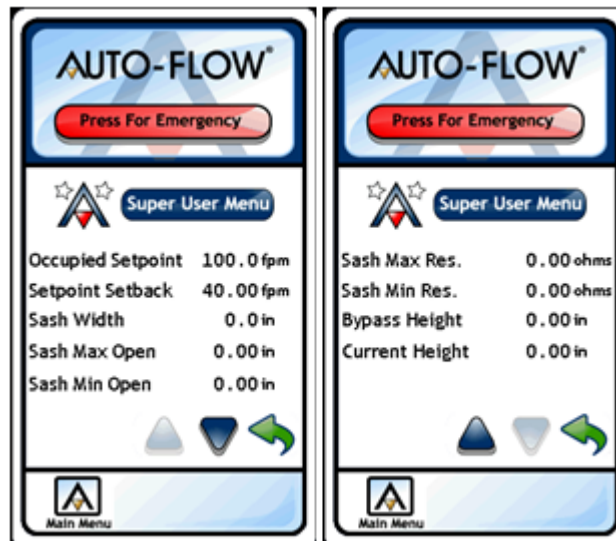 AUTO-FLOW®
Press For Emergency
Super User Menu
Occupied Setpoint 100.0 fpm
Setpoint Setback 40.00 fpm
Sash Width 0.0 in
Sash Max Open 0.00 in
Sash Min Open 0.00 in
Main Menu
AUTO-FLOW®
Press For Emergency
Super User Menu
Sash Max Res. 0.00 ohms
Sash Min Res. 0.00 ohms
Bypass Height 0.00 in
Current Height 0.00 in
Main Menu